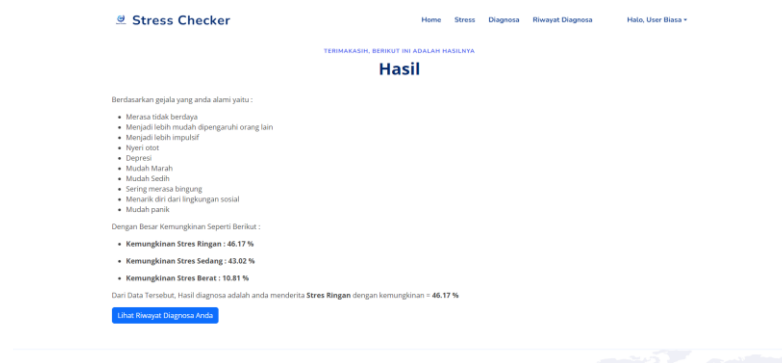 Stress Checker
Home Stress Diagnosa Riwayat Diagnosa Halo, User Biasa
TERIMAKASIH, BERIKUT INI ADALAH HASILNYA
Hasil
Berdasarkan gejala yang anda alami yaitu :
Merasa tidak berdaya
Menjadi lebih mudah dipengaruhi orang lain
Menjadi lebih impulsif
Nyeri otot
Depresi
Mudah Marah
Mudah Sedih
Sering merasa bingung
Menarik diri dari lingkungan sosial
Mudah panik
Dengan Besar Kemungkinan Seperti Berikut :
Kemungkinan Stres Ringan : 46.17 %
Kemungkinan Stres Sedang : 43.02 %
Kemungkinan Stres Berat : 10.81 %
Dari Data Tersebut, Hasil diagnosa adalah anda menderita Stres Ringan dengan kemungkinan = 46.17 %
Lihat Riwayat Diagnosa Anda